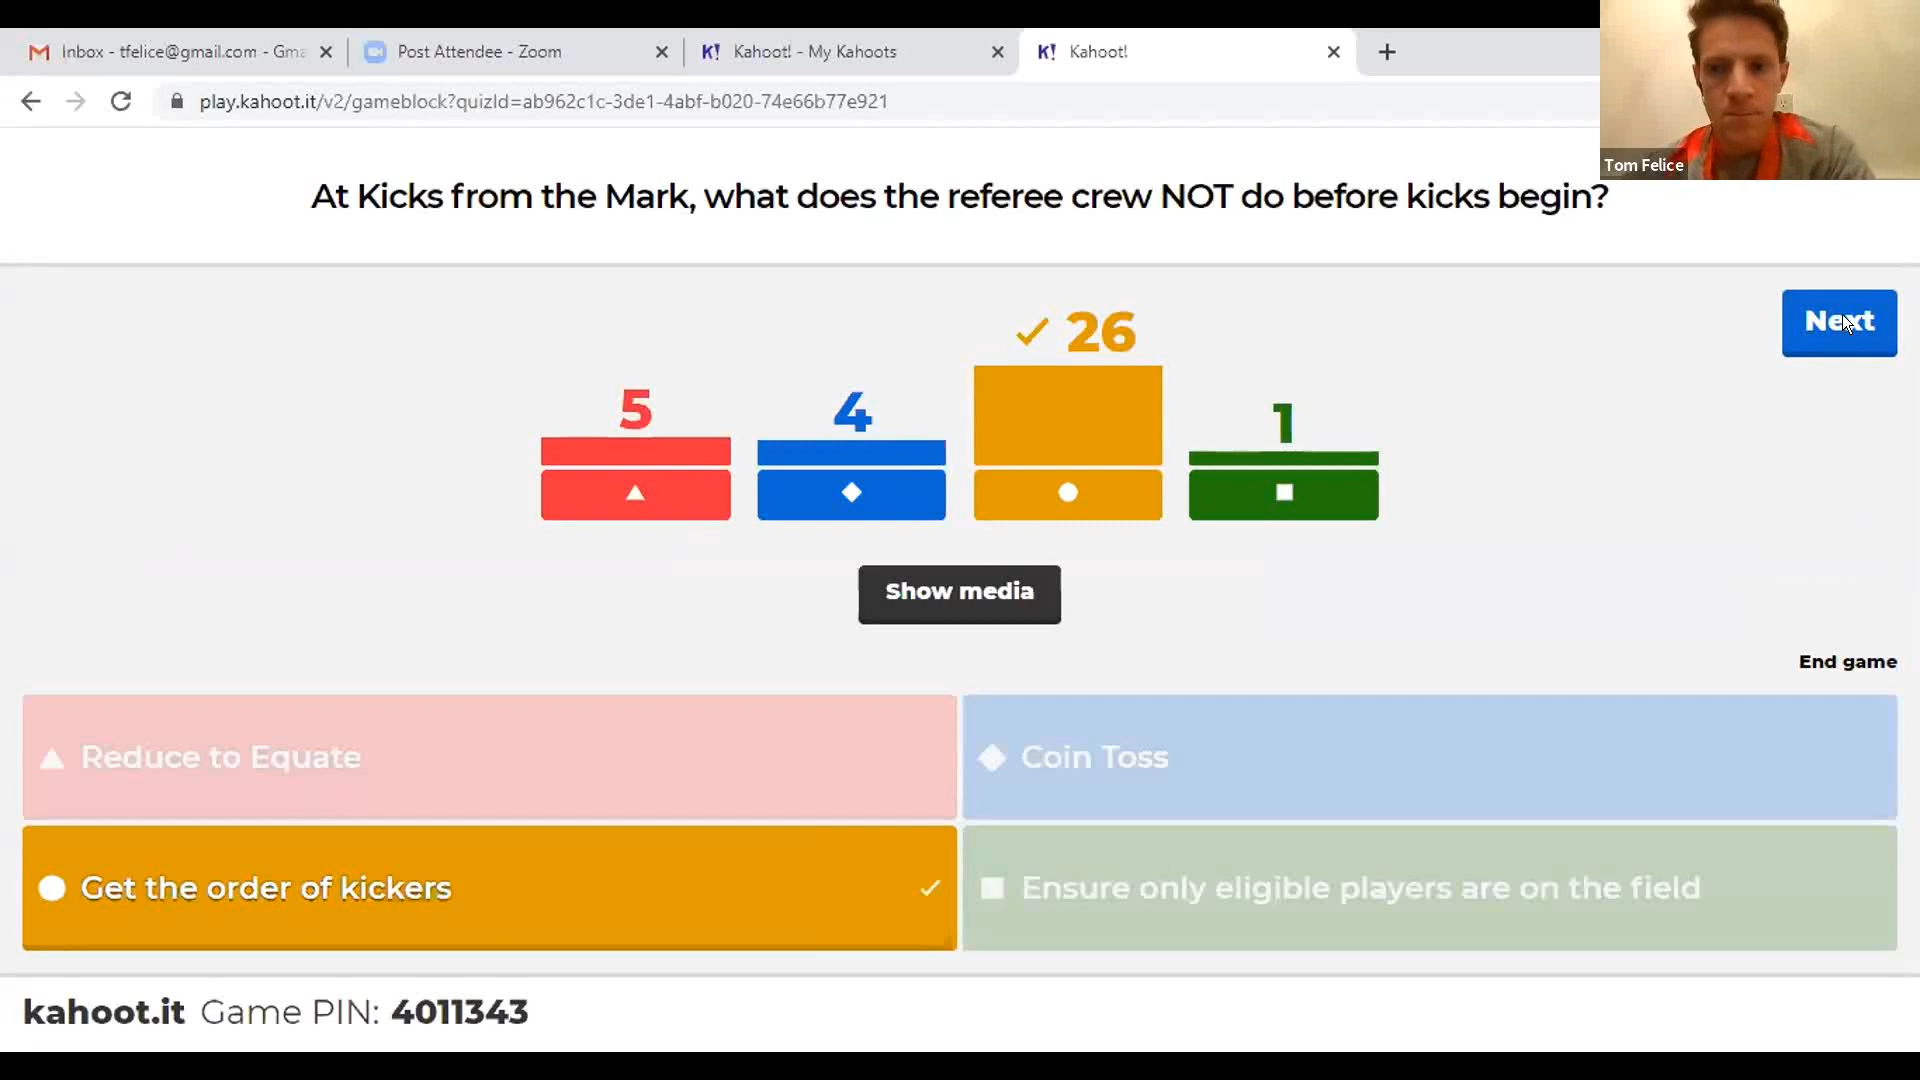 Inbox - tfelice@gmail.com - Gma
Post Attendee - Zoom
K! Kahoot! - My Kahoots
K! Kahoot!
play.kahoot.it/v2/gameblock?quizId=ab962c1c-3de1-4abf-b020-74e66b77e921
Tom Felice
At Kicks from the Mark, what does the referee crew NOT do before kicks begin?
Next
5
4
26
1
Show media
End game
Reduce to Equate
Coin Toss
Get the order of kickers
Ensure only eligible players are on the field
kahoot.it Game PIN: 4011343